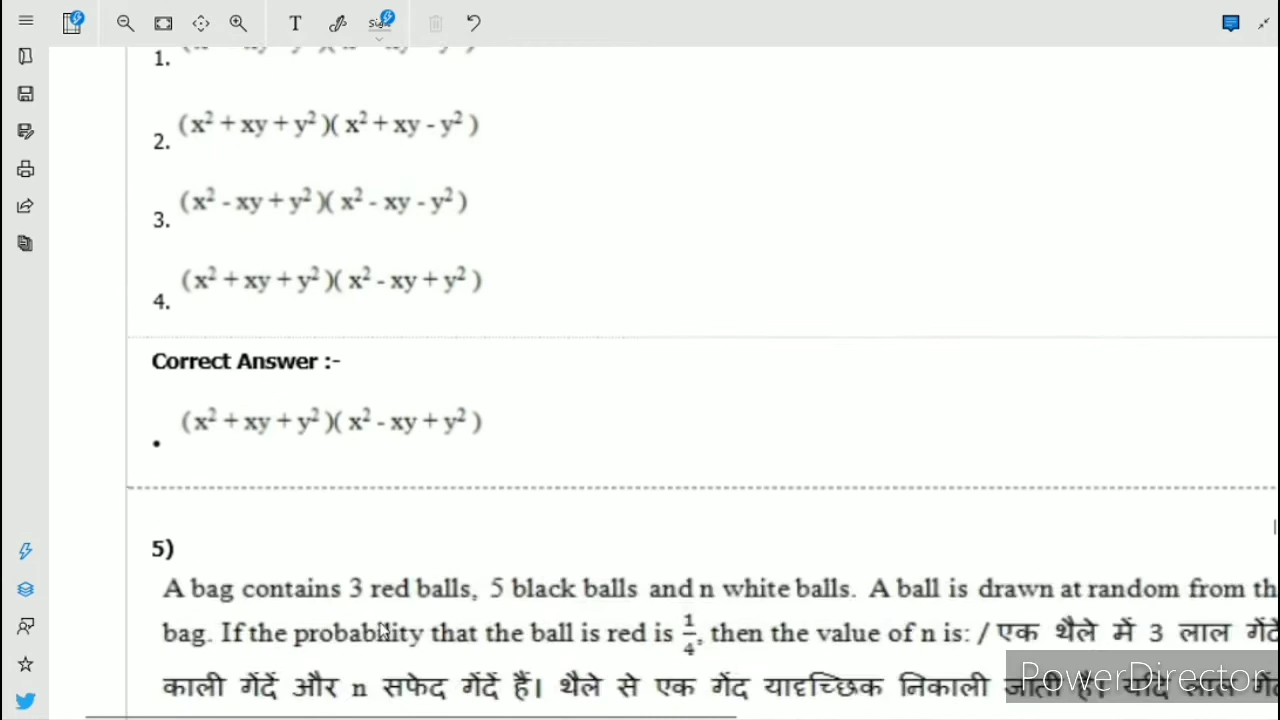 Sign
1.
2. (x² + xy + y² )( x² + xy - y² )
3. (x² - xy + y² )( x² - xy - y² )
4. (x² + xy + y² )( x² - xy + y² )
Correct Answer :-
• (x² + xy + y² )( x² - xy + y² )
5)
A bag contains 3 red balls, 5 black balls and n white balls. A ball is drawn at random from th
bag. If the probability that the ball is red is 1/4, then the value of n is: / एक थैले में 3 लाल गेंदें
काली गेंदें और n सफेद गेंदें हैं। थैले से एक गेंद यादृच्छिक निकाली जाती है। यदि लाल
PowerDirector